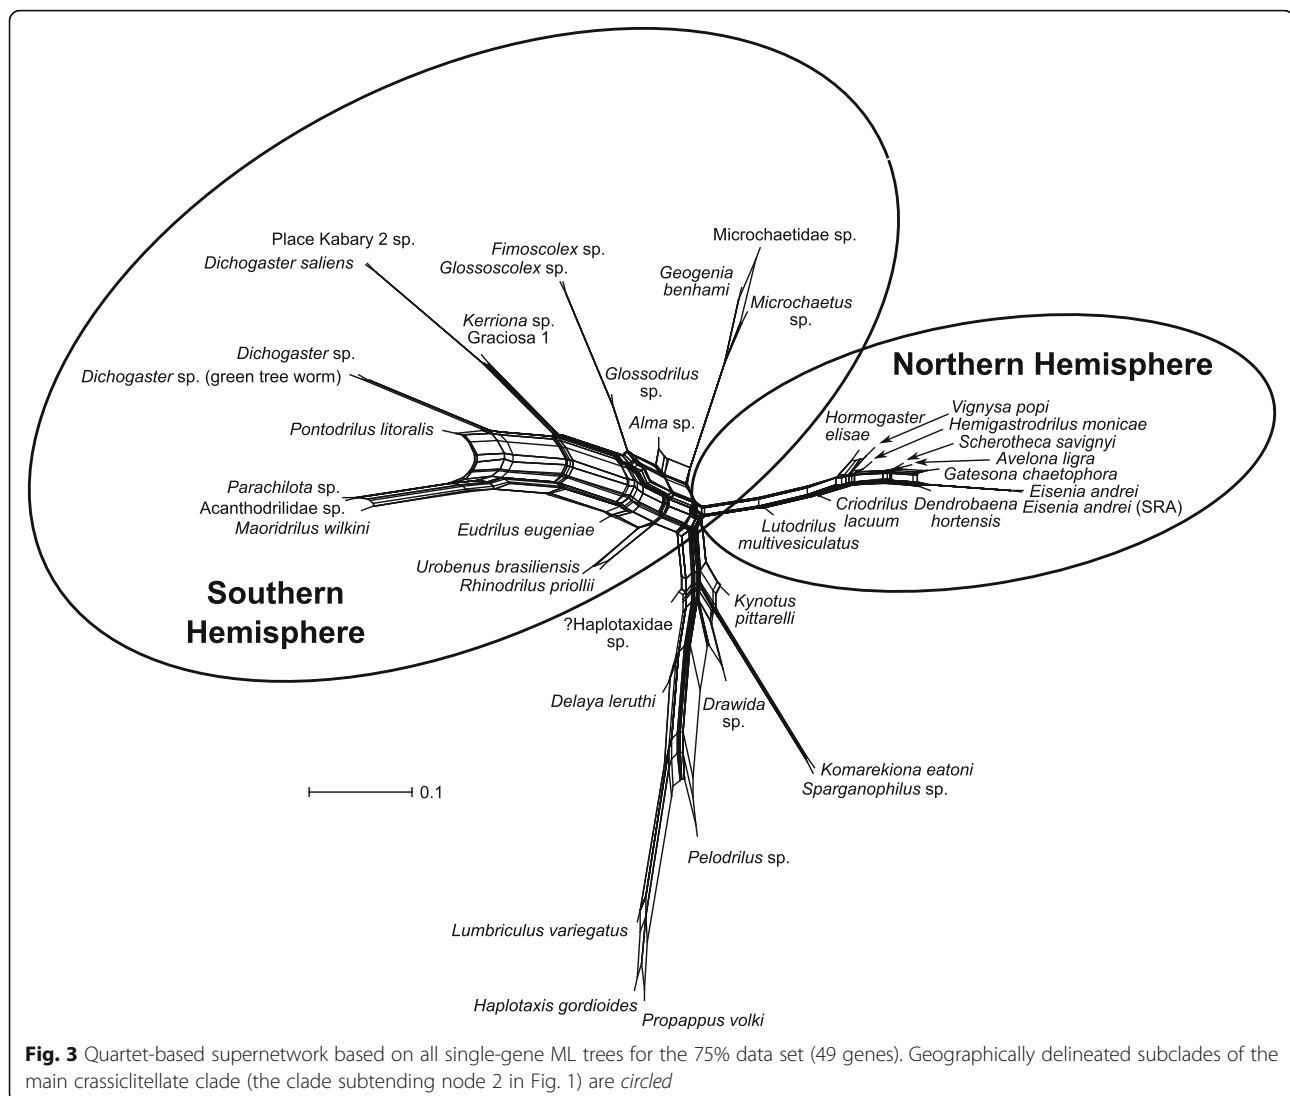 Place Kabary 2 sp.
Dichogaster saliens
Fimoscolex sp.
Glossoscolex sp.
Microchaetidae sp.
Geogenia
benhami
Microchaetus
sp.
Kerriona sp.
Graciosa 1
Dichogaster sp.
Dichogaster sp. (green tree worm)
Glossodrilus
sp.
Alma sp.
Pontodrilus litoralis
Northern Hemisphere
Hormogaster
elisae
Vignysa popi
Hemigastrodrilus monicae
Scherotheca savignyi
Avelona ligra
Gatesona chaetophora
Eisenia andrei
Eisenia andrei (SRA)
Dendrobaena
hortensis
Criodrilus
lacuum
Lutodrilus
multivesiculatus
Parachilota sp.
Acanthodrilidae sp.
Maoridrilus wilkini
Eudrilus eugeniae
Urobenus brasiliensis
Rhinodrilus priollii
Southern
Hemisphere
?Haplotaxidae
sp.
Kynotus
pittarelli
Delaya leruthi
Drawida
sp.
Komarekiona eatoni
Sparganophilus sp.
0.1
Pelodrilus sp.
Lumbriculus variegatus
Haplotaxis gordioides
Propappus volki
Fig. 3 Quartet-based supernetwork based on all single-gene ML trees for the 75% data set (49 genes). Geographically delineated subclades of the
main crassiclitellate clade (the clade subtending node 2 in Fig. 1) are circled